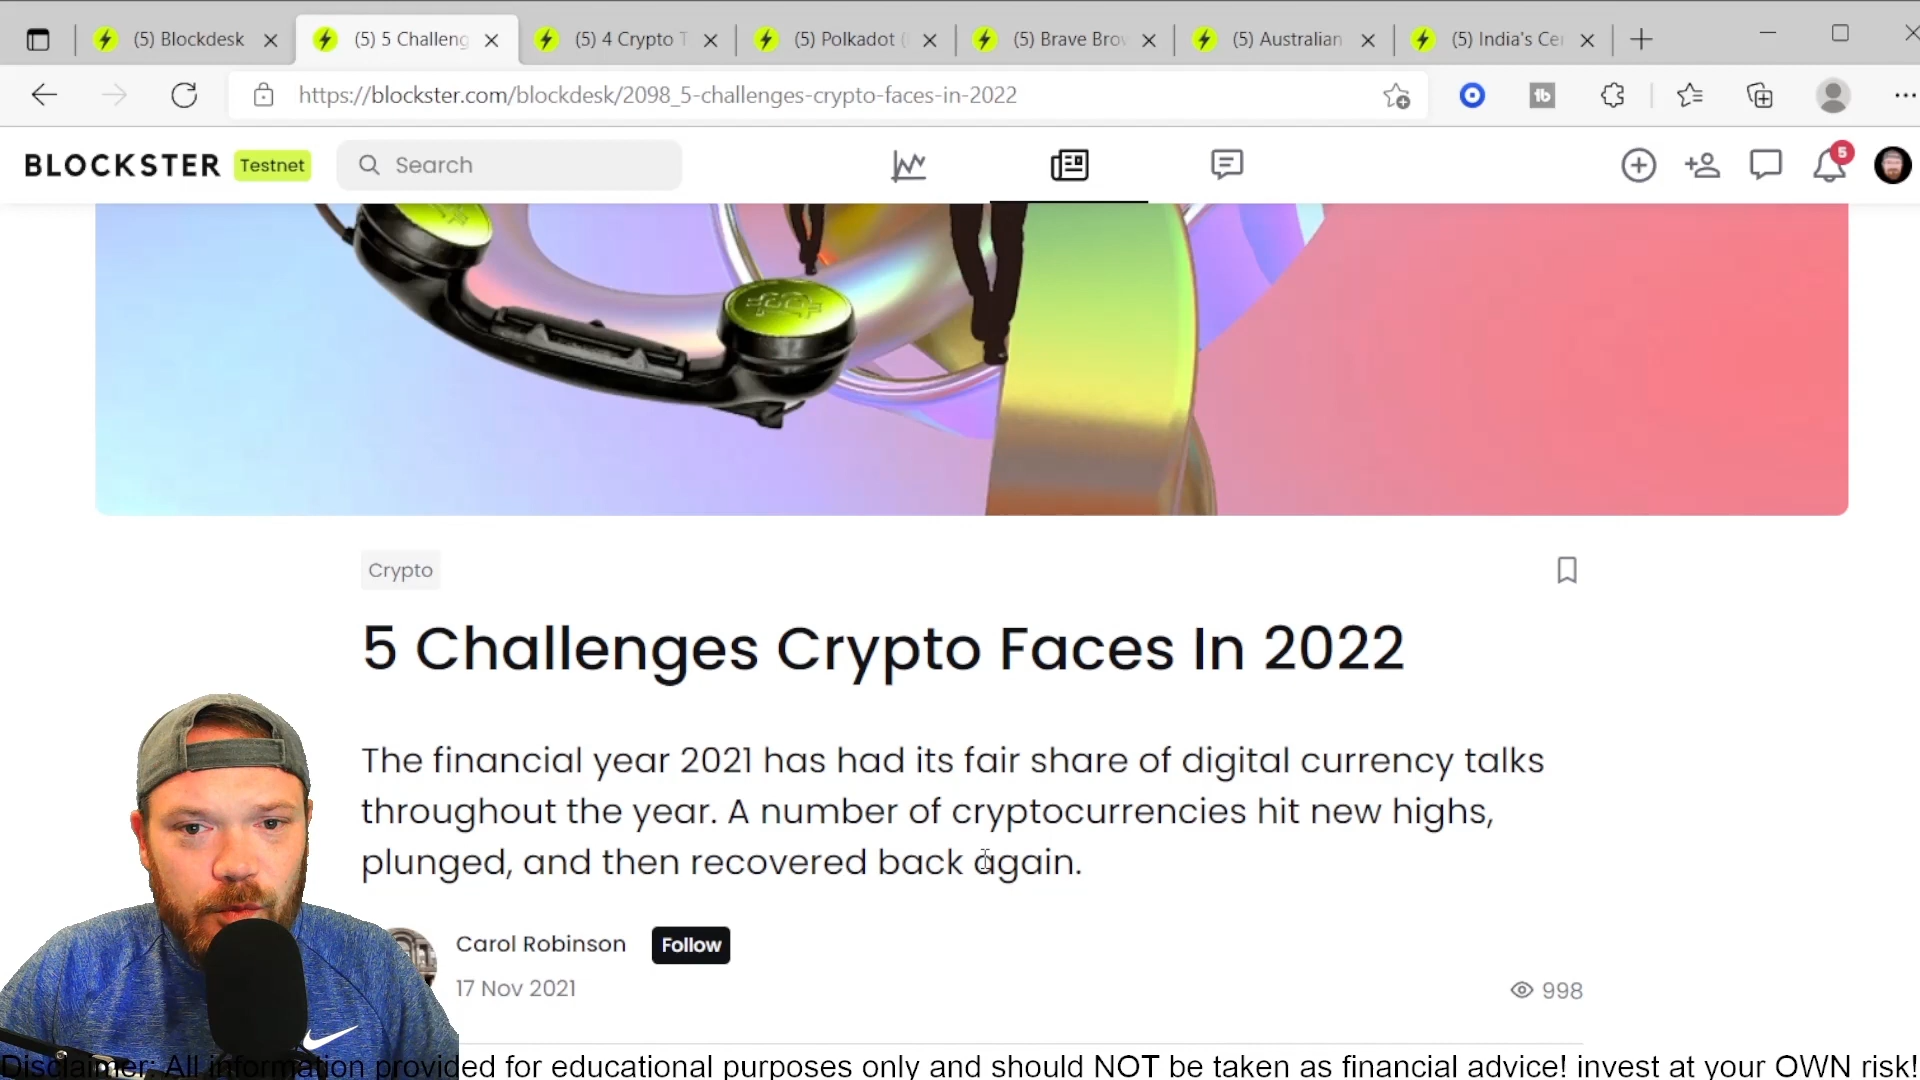 (5) Blockdesk
(5) 5 Challeng
(5) 4 Crypto T
(5) Polkadot (
(5) Brave Brov
(5) Australian
(5) India's Cer
https://blockster.com/blockdesk/2098_5-challenges-crypto-faces-in-2022
tb
BLOCKSTER Testnet
Search
5
Crypto
5 Challenges Crypto Faces In 2022
The financial year 2021 has had its fair share of digital currency talks
throughout the year. A number of cryptocurrencies hit new highs,
plunged, and then recovered back again.
Carol Robinson
Follow
17 Nov 2021
998
Disclaimer: All information provided for educational purposes only and should NOT be taken as financial advice! invest at your OWN risk!